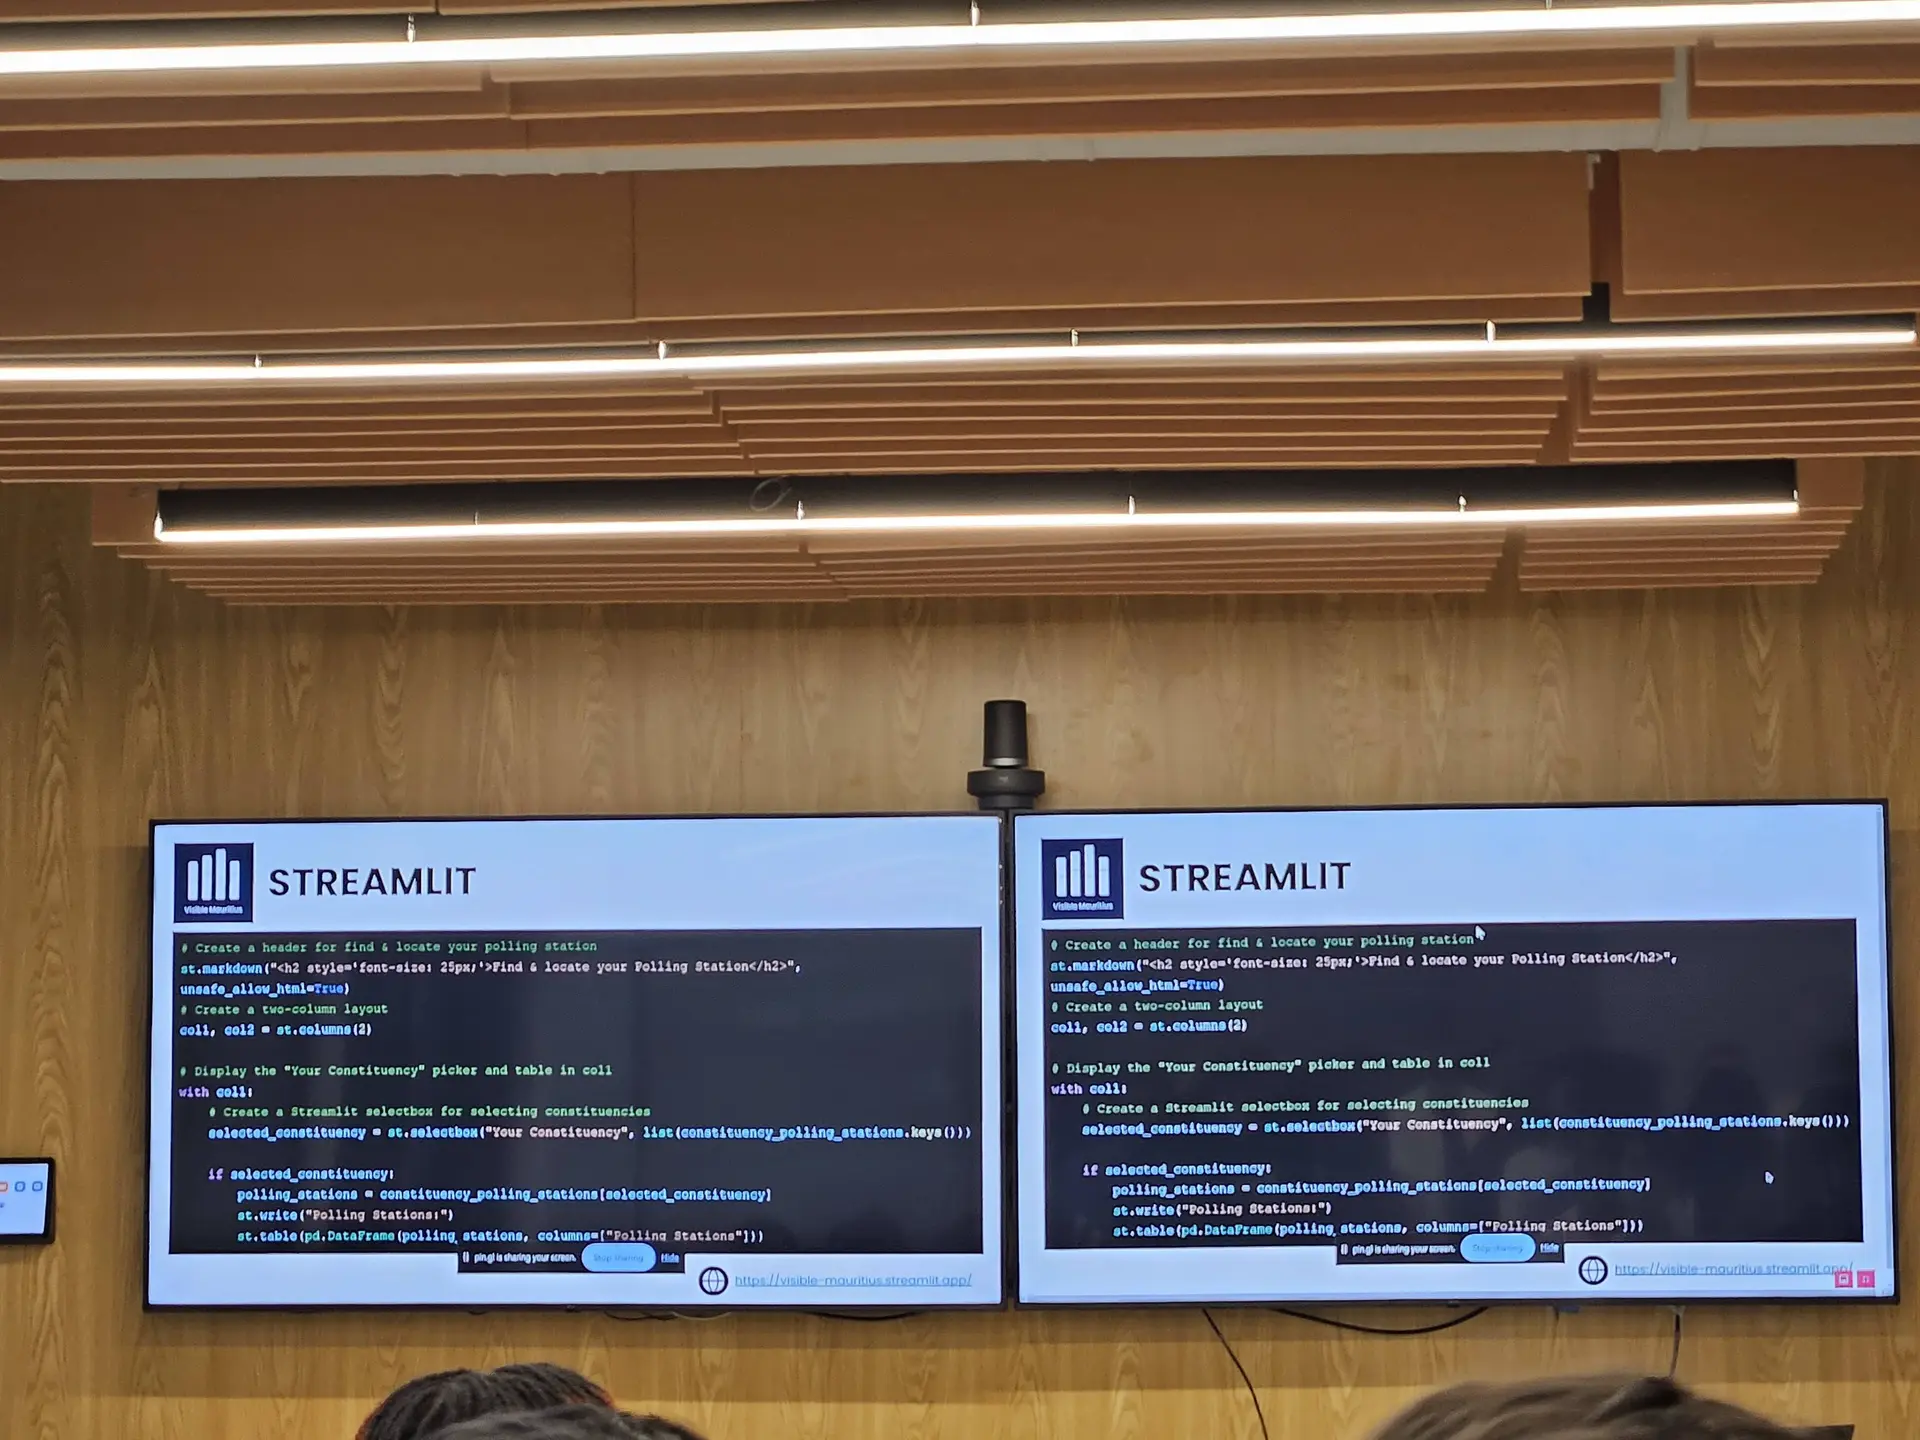 Visible Mauritius
STREAMLIT
# Create a header for find & locate your polling station
st.markdown("<h2 style='font-size: 25px;'>Find & locate your Polling Station</h2>",
unsafe_allow_html=True)
# Create a two-column layout
col1, col2 = st.columns(2)
# Display the "Your Constituency" picker and table in col1
with col1:
# Create a Streamlit selectbox for selecting constituencies
selected_constituency = st.selectbox("Your Constituency", list(constituency_polling_stations.keys()))
if selected_constituency:
polling_stations = constituency_polling_stations[selected_constituency]
st.write("Polling Stations:")
st.table(pd.DataFrame(polling_stations, columns=["Polling Stations"]))
pin.gl is sharing your screen.
Stop sharing
Hide
https://visible-mauritius.streamlit.app/
Visible Mauritius
STREAMLIT
# Create a header for find & locate your polling station
st.markdown("<h2 style='font-size: 25px;'>Find & locate your Polling Station</h2>",
unsafe_allow_html=True)
# Create a two-column layout
col1, col2 = st.columns(2)
# Display the "Your Constituency" picker and table in col1
with col1:
# Create a Streamlit selectbox for selecting constituencies
selected_constituency = st.selectbox("Your Constituency", list(constituency_polling_stations.keys()))
if selected_constituency:
polling_stations = constituency_polling_stations[selected_constituency]
st.write("Polling Stations:")
st.table(pd.DataFrame(polling_stations, columns=["Polling Stations"]))
pin.gl is sharing your screen.
Stop sharing
Hide
https://visible-mauritius.streamlit.app/